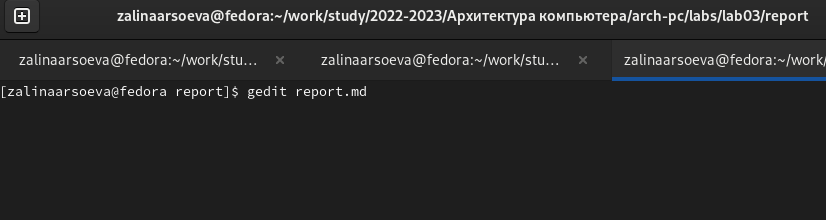 zalinaarsoeva@fedora:~/work/study/2022-2023/Архитектура компьютера/arch-pc/labs/lab03/report
zalinaarsoeva@fedora:~/work/stu... × zalinaarsoeva@fedora:~/work/stu... × zalinaarsoeva@fedora:~/work/
[zalinaarsoeva@fedora report]$ gedit report.md